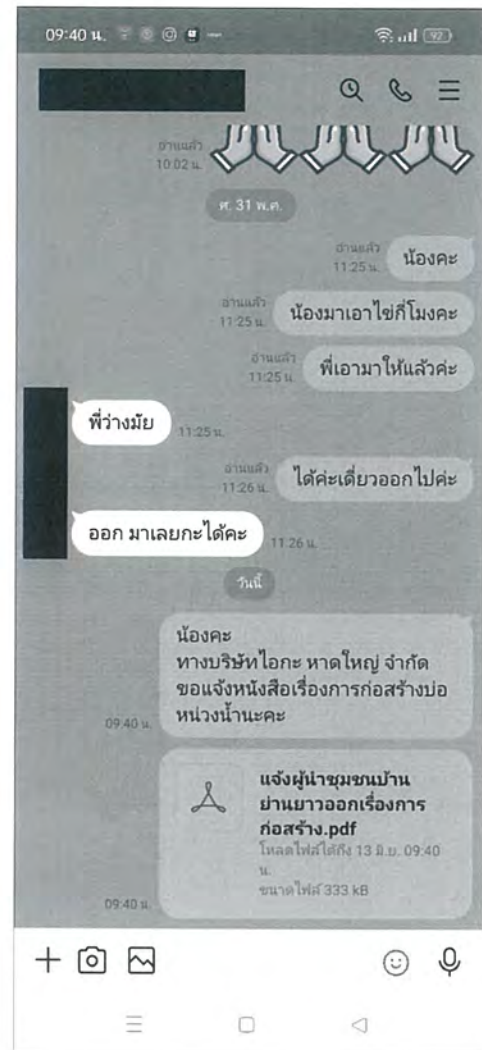 09:40 น.
92
อ่านแล้ว
10:02 น.
ศ. 31 พ.ค.
อ่านแล้ว
11:25 น.
น้องคะ
อ่านแล้ว
11:25 น.
น้องมาเอาไข่กี่โมงคะ
อ่านแล้ว
11:25 น.
พี่เอามาให้แล้วค่ะ
พี่ว่างมัย
11:25 น.
อ่านแล้ว
11:26 น.
ได้ค่ะเดี่ยวออกไปค่ะ
ออก มาเลยกะได้คะ
11:26 น.
วันนี้
น้องคะ
ทางบริษัทไอกะ หาดใหญ่ จำกัด
ขอแจ้งหนังสือเรื่องการก่อสร้างบ่อ
หน่วงน้ำนะคะ
09:40 น.
แจ้งผู้นำชุมชนบ้าน
ย่านยาวออกเรื่องการ
ก่อสร้าง.pdf
โหลดไฟล์ได้ถึง 13 มิ.ย. 09:40
น.
ขนาดไฟล์ 333 kB
09:40 น.